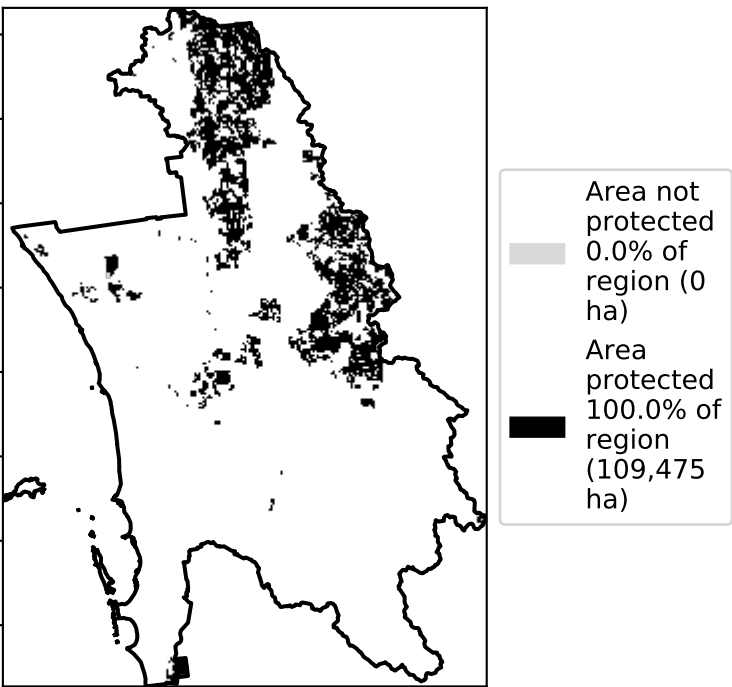 Area not
protected
0.0% of
region (0
ha)
Area
protected
100.0% of
region
(109,475
ha)